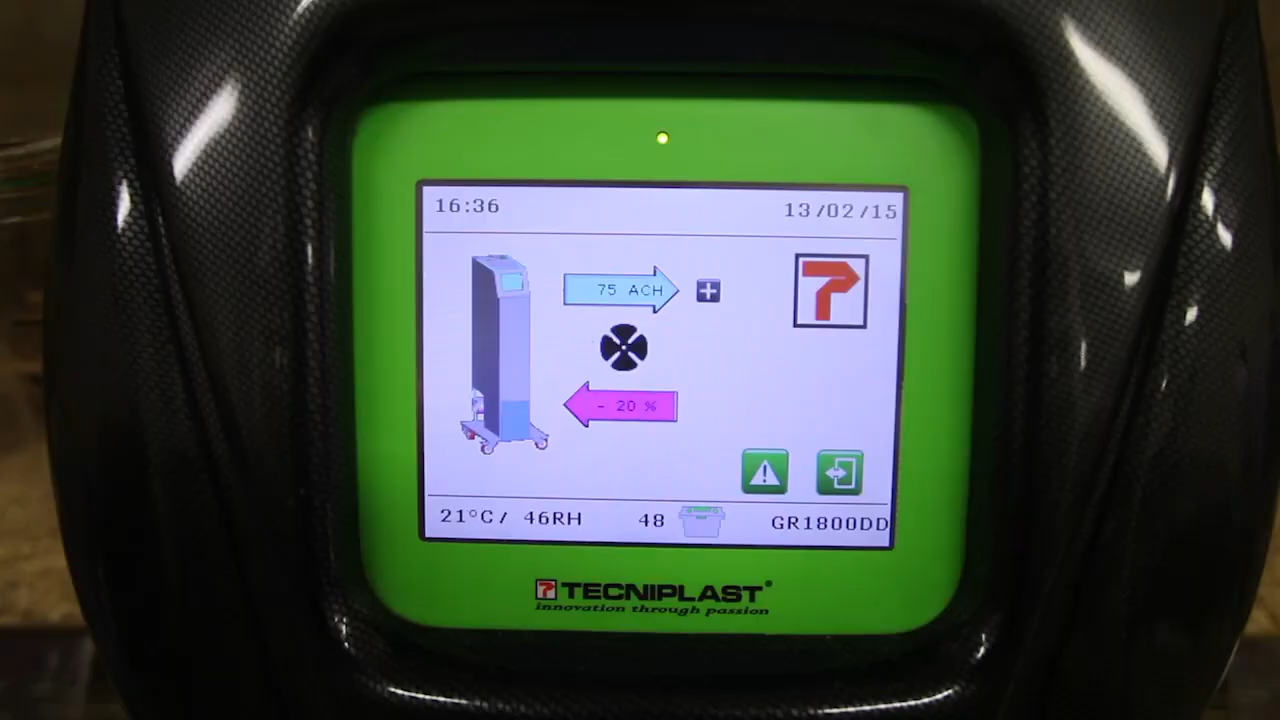 16:36 13/02/15
75 ACH
- 20 %
21°C/ 46RH 48 GR1800DD
TECNIPLAST®
innovation through passion